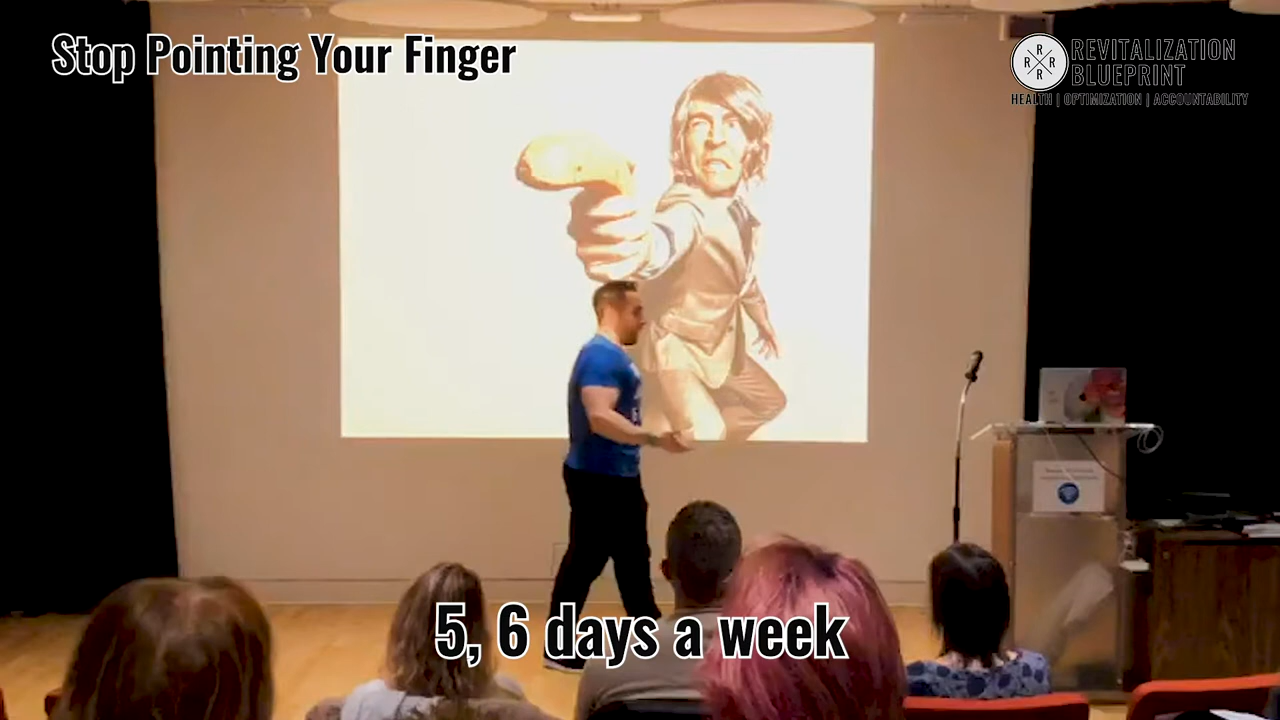 Stop Pointing Your Finger
R
R R
R
REVITALIZATION
BLUEPRINT
HEALTH | OPTIMIZATION | ACCOUNTABILITY
5, 6 days a week